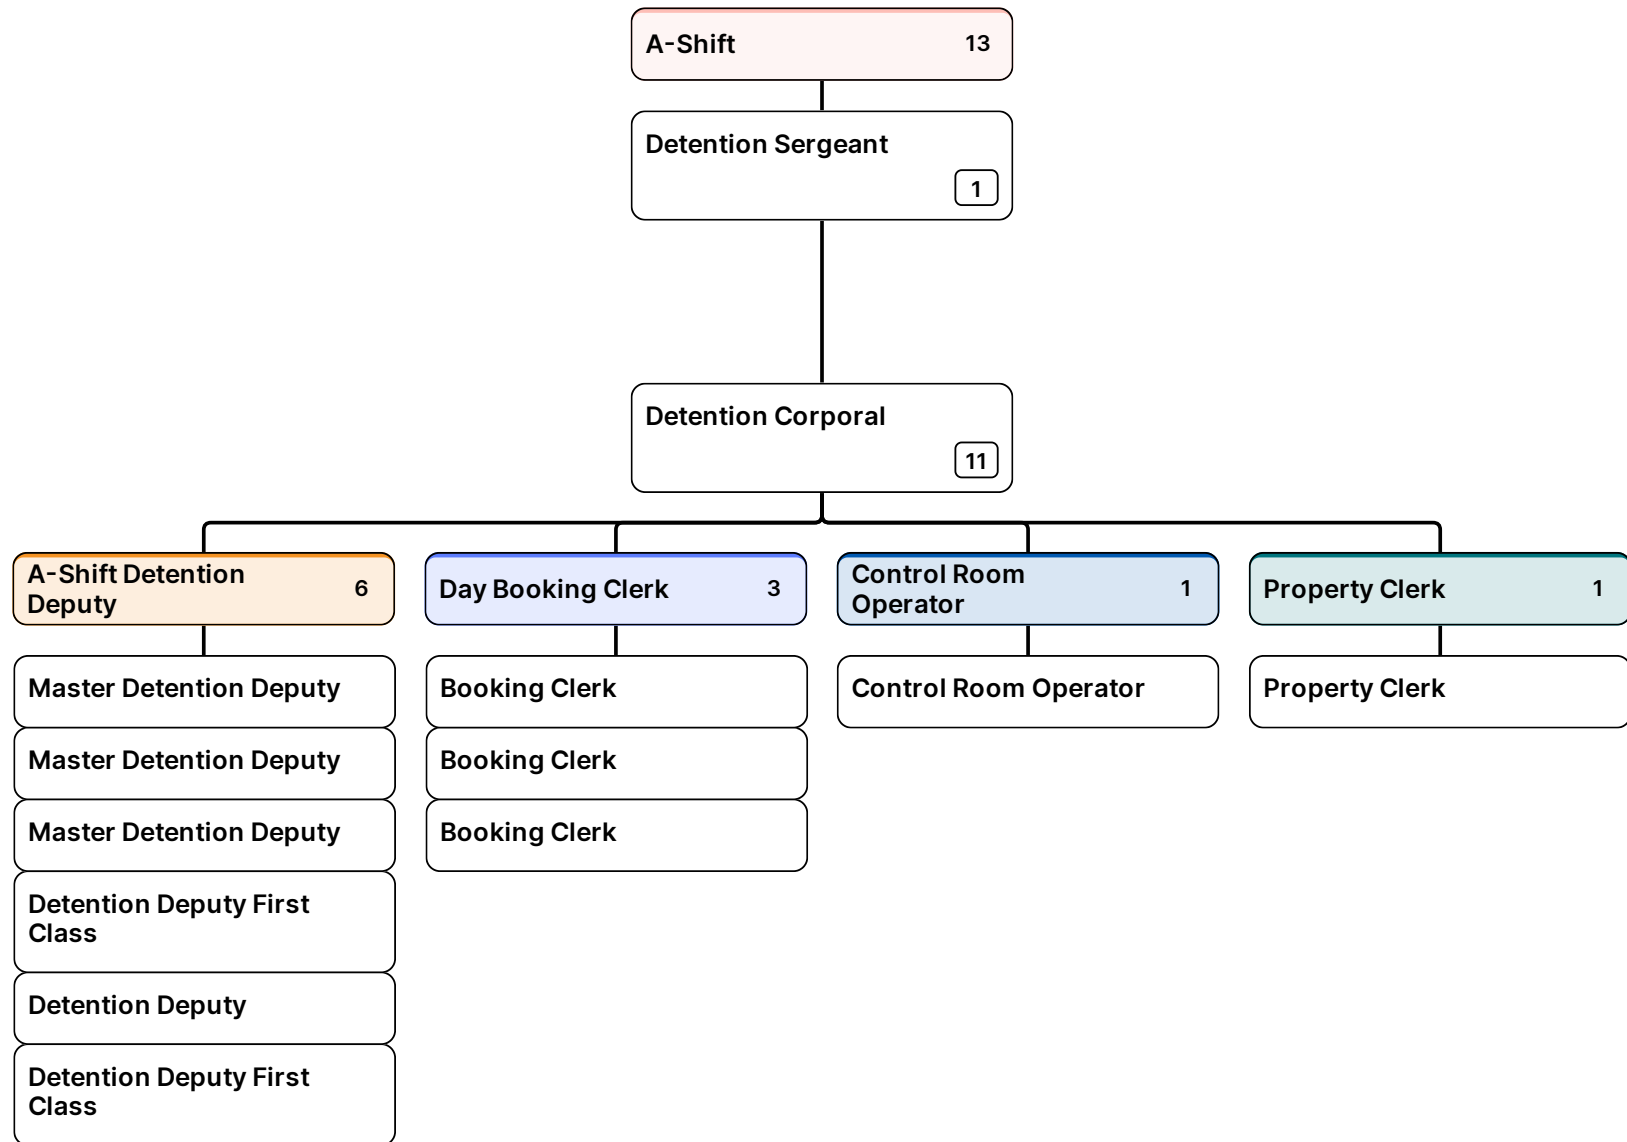 A-Shift 13
Detention Sergeant
1
Detention Corporal
11
A-Shift Detention
Deputy
6
Day Booking Clerk 3
Control Room
Operator
1
Property Clerk 1
Master Detention Deputy
Master Detention Deputy
Master Detention Deputy
Detention Deputy First
Class
Detention Deputy
Detention Deputy First
Class
Booking Clerk
Booking Clerk
Booking Clerk
Control Room Operator
Property Clerk